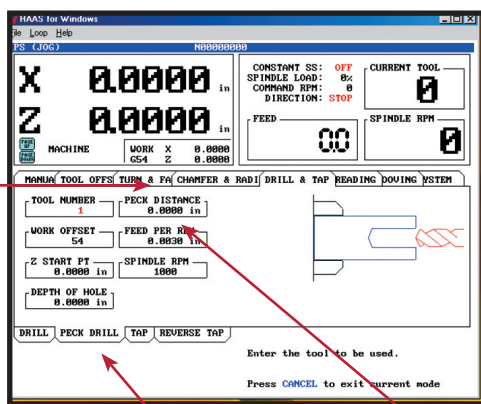 HAAS for Windows
ile Loop Help
PS (JOG) N00000000
X 0.0000 in
Z 0.0000 in
PAGE UP
PAGE DOWN
MACHINE
WORK X 0.0000
G54 Z 0.0000
CONSTANT SS: OFF
SPINDLE LOAD: 0%
COMMAND RPM: 0
DIRECTION: STOP
CURRENT TOOL
0
FEED
0.0
SPINDLE RPM
0
MANUA TOOL OFFS TURN & FA CHAMFER & RADI DRILL & TAP READING OOVING YSTEM
TOOL NUMBER
1
PECK DISTANCE
0.0000 in
WORK OFFSET
54
FEED PER RE
0.0030 in
Z START PT
0.0000 in
SPINDLE RPM
1000
DEPTH OF HOLE
0.0000 in
DRILL PECK DRILL TAP REVERSE TAP
Enter the tool to be used.
Press CANCEL to exit current mode